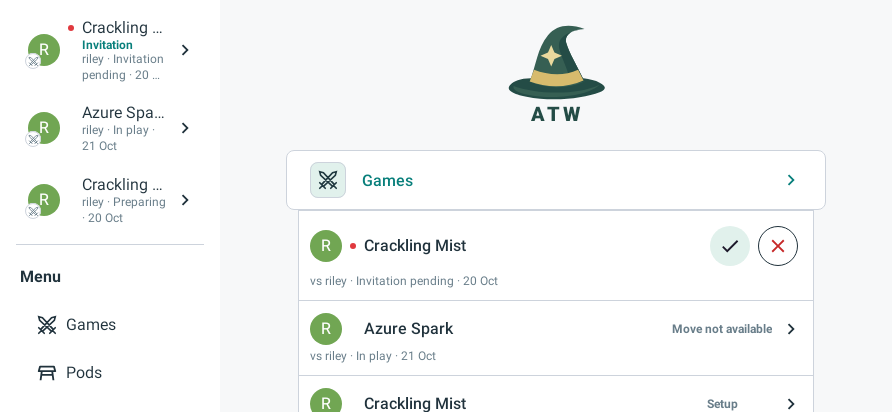 Crackling ...
Invitation
R
riley · Invitation
pending · 20 ...
Azure Spa...
R
riley · In play ·
21 Oct
Crackling ...
R
riley · Preparing
· 20 Oct
Menu
Games
Pods
ATW
Games
R
Crackling Mist
vs riley · Invitation pending · 20 Oct
R
Azure Spark
Move not available
vs riley · In play · 21 Oct
R
Crackling Mist
Setup